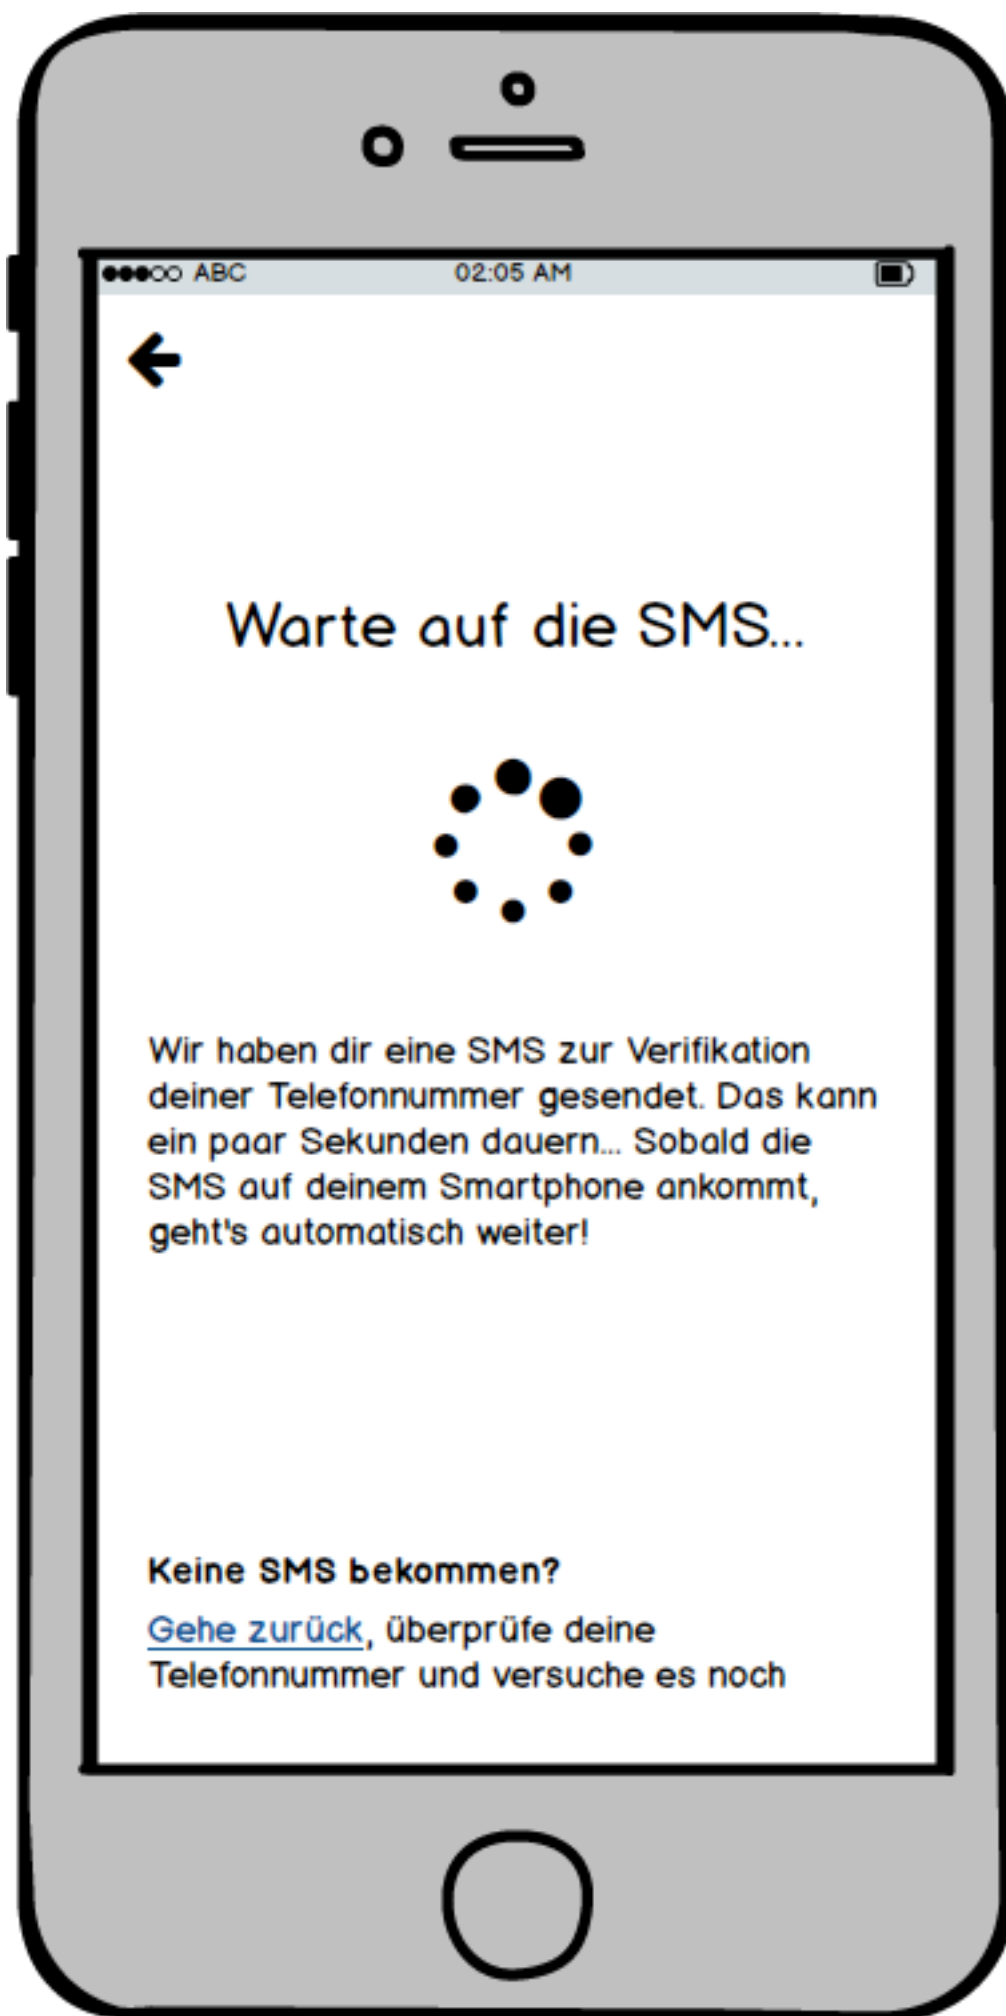 ABC 02:05 AM
Warte auf die SMS...
Wir haben dir eine SMS zur Verifikation
deiner Telefonnummer gesendet. Das kann
ein paar Sekunden dauern... Sobald die
SMS auf deinem Smartphone ankommt,
geht's automatisch weiter!
Keine SMS bekommen?
Gehe zurück, überprüfe deine
Telefonnummer und versuche es noch